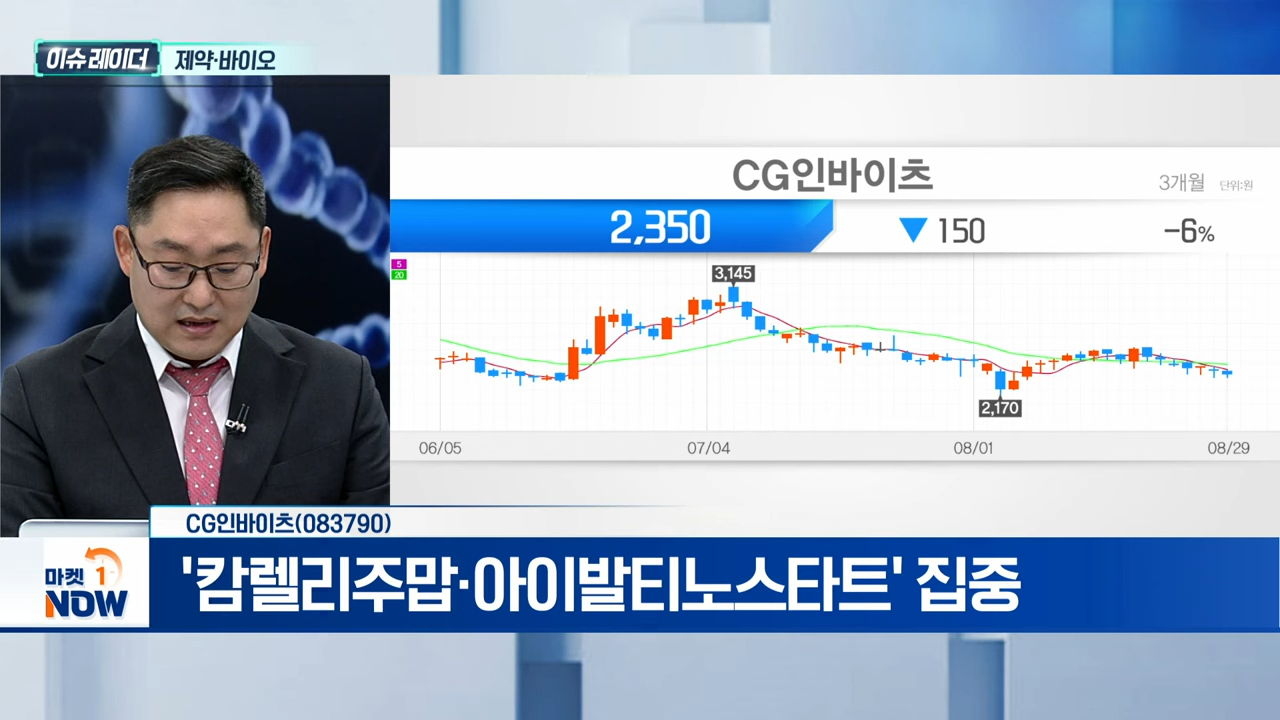 이슈레이더 제약·바이오
CG인바이츠
3개월 단위:원
2,350 ▼150 -6%
5
20
3,145
2,170
06/05 07/04 08/01 08/29
CG인바이츠(083790)
마켓 1
NOW
'캄렐리주맙·아이발티노스타트' 집중